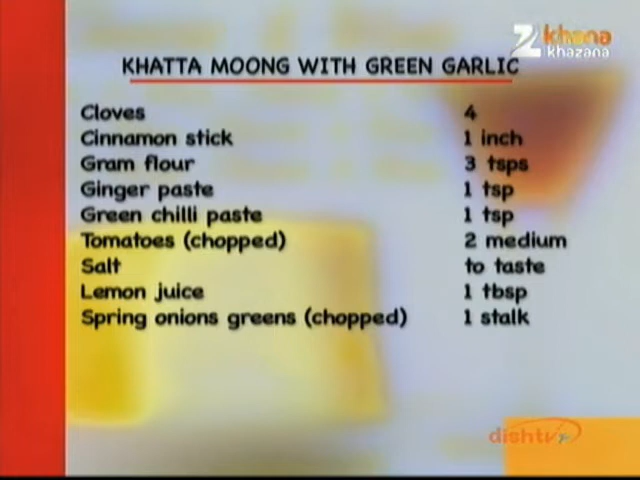 Z khana
khazana
KHATTA MOONG WITH GREEN GARLIC
Cloves 4
Cinnamon stick 1 inch
Gram flour 3 tsps
Ginger paste 1 tsp
Green chilli paste 1 tsp
Tomatoes (chopped) 2 medium
Salt to taste
Lemon juice 1 tbsp
Spring onions greens (chopped) 1 stalk
dishtv